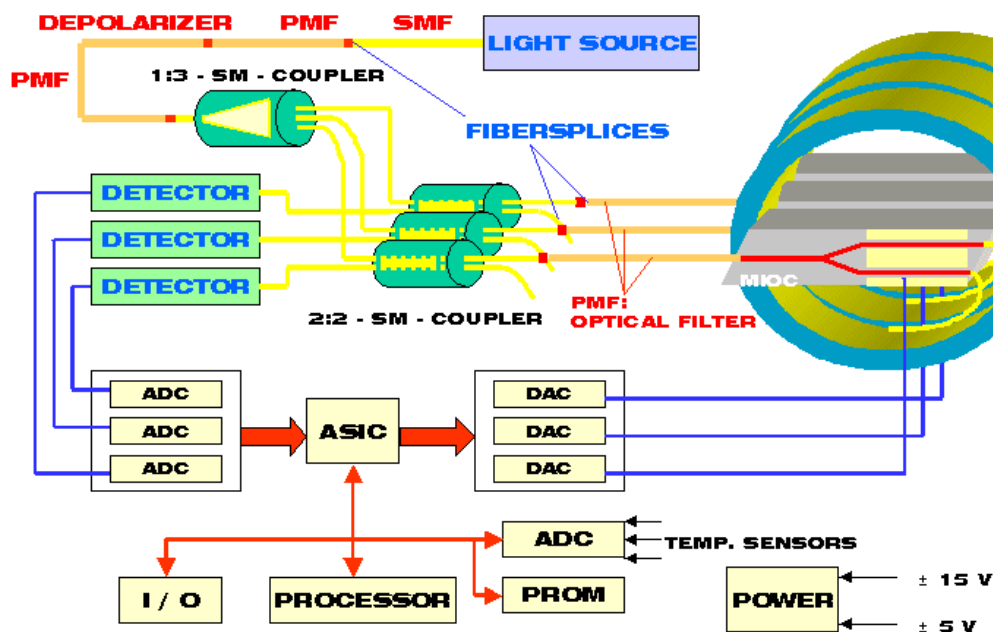 DEPOLARIZER
PMF
SMF
LIGHT SOURCE
PMF
1:3 - SM - COUPLER
FIBERSPLICES
DETECTOR
DETECTOR
DETECTOR
MIOC
2:2 - SM - COUPLER
PMF:
OPTICAL FILTER
ADC
ADC
ADC
ASIC
DAC
DAC
DAC
ADC
TEMP. SENSORS
I / O
PROCESSOR
PROM
POWER
± 15 V
± 5 V